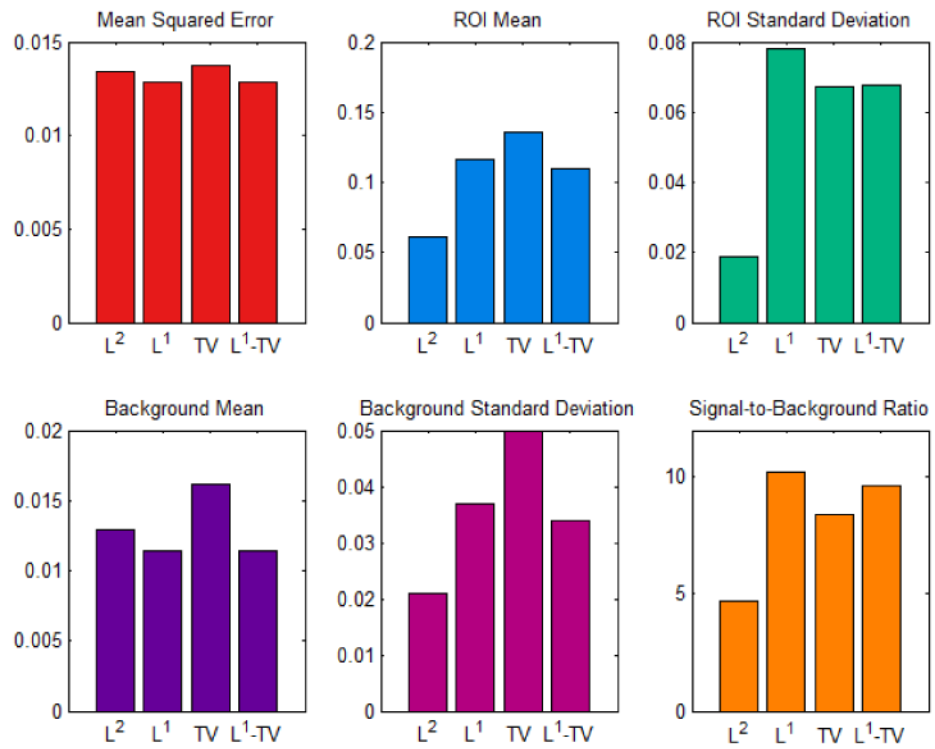 Mean Squared Error
0.015
0.01
0.005
0
L² L¹ TV L¹-TV
ROI Mean
0.2
0.15
0.1
0.05
0
L² L¹ TV L¹-TV
ROI Standard Deviation
0.08
0.06
0.04
0.02
0
L² L¹ TV L¹-TV
Background Mean
0.02
0.015
0.01
0.005
0
L² L¹ TV L¹-TV
Background Standard Deviation
0.05
0.04
0.03
0.02
0.01
0
L² L¹ TV L¹-TV
Signal-to-Background Ratio
10
5
0
L² L¹ TV L¹-TV